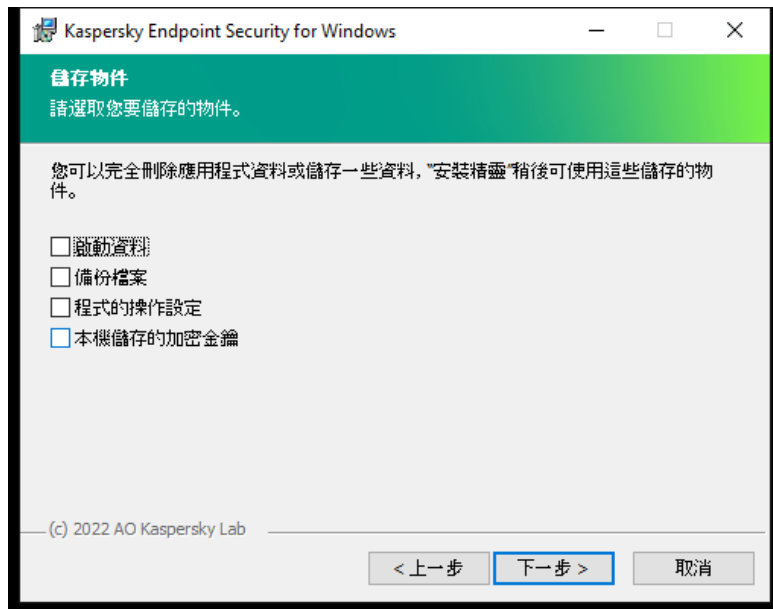 Kaspersky Endpoint Security for Windows
儲存物件
請選取您要儲存的物件。
您可以完全刪除應用程式資料或儲存一些資料，"安裝精靈"稍後可使用這些儲存的物
件。
啟動資料
備份檔案
程式的操作設定
本機儲存的加密金鑰
(c) 2022 AO Kaspersky Lab
<上一步
下一步 >
取消